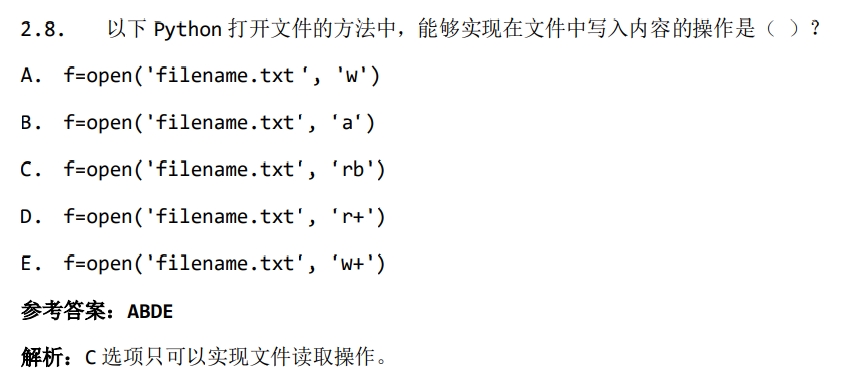 2.8. 以下 Python 打开文件的方法中，能够实现在文件中写入内容的操作是（ ）？
A. f=open('filename.txt ‘, 'w')
B. f=open('filename.txt‘, ‘a‘)
C. f=open('filename.txt‘, ‘rb')
D. f=open('filename.txt‘, ‘r+')
E. f=open('filename.txt‘, ‘w+')
参考答案：ABDE
解析：C 选项只可以实现文件读取操作。